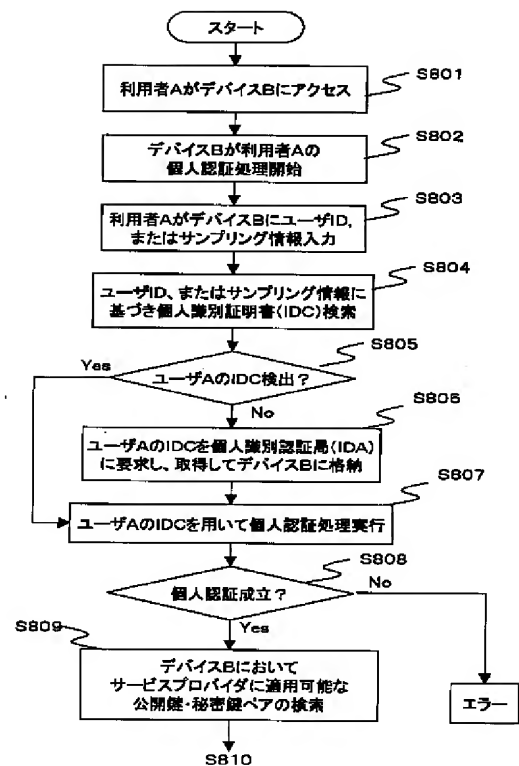 スタート
S801
利用者AがデバイスBにアクセス
S802
デバイスBが利用者Aの
個人認証処理開始
S803
利用者AがデバイスBにユーザID,
またはサンプリング情報入力
S804
ユーザID、またはサンプリング情報に
基づき個人識別証明書(IDC)検索
S805
Yes
ユーザAのIDC検出?
No
S806
ユーザAのIDCを個人識別認証局(IDA)
に要求し、取得してデバイスBに格納
S807
ユーザAのIDCを用いて個人認証処理実行
S808
個人認証成立?
No
S809
Yes
デバイスBにおいて
サービスプロバイダに適用可能な
公開鍵・秘密鍵ペアの検索
エラー
S810